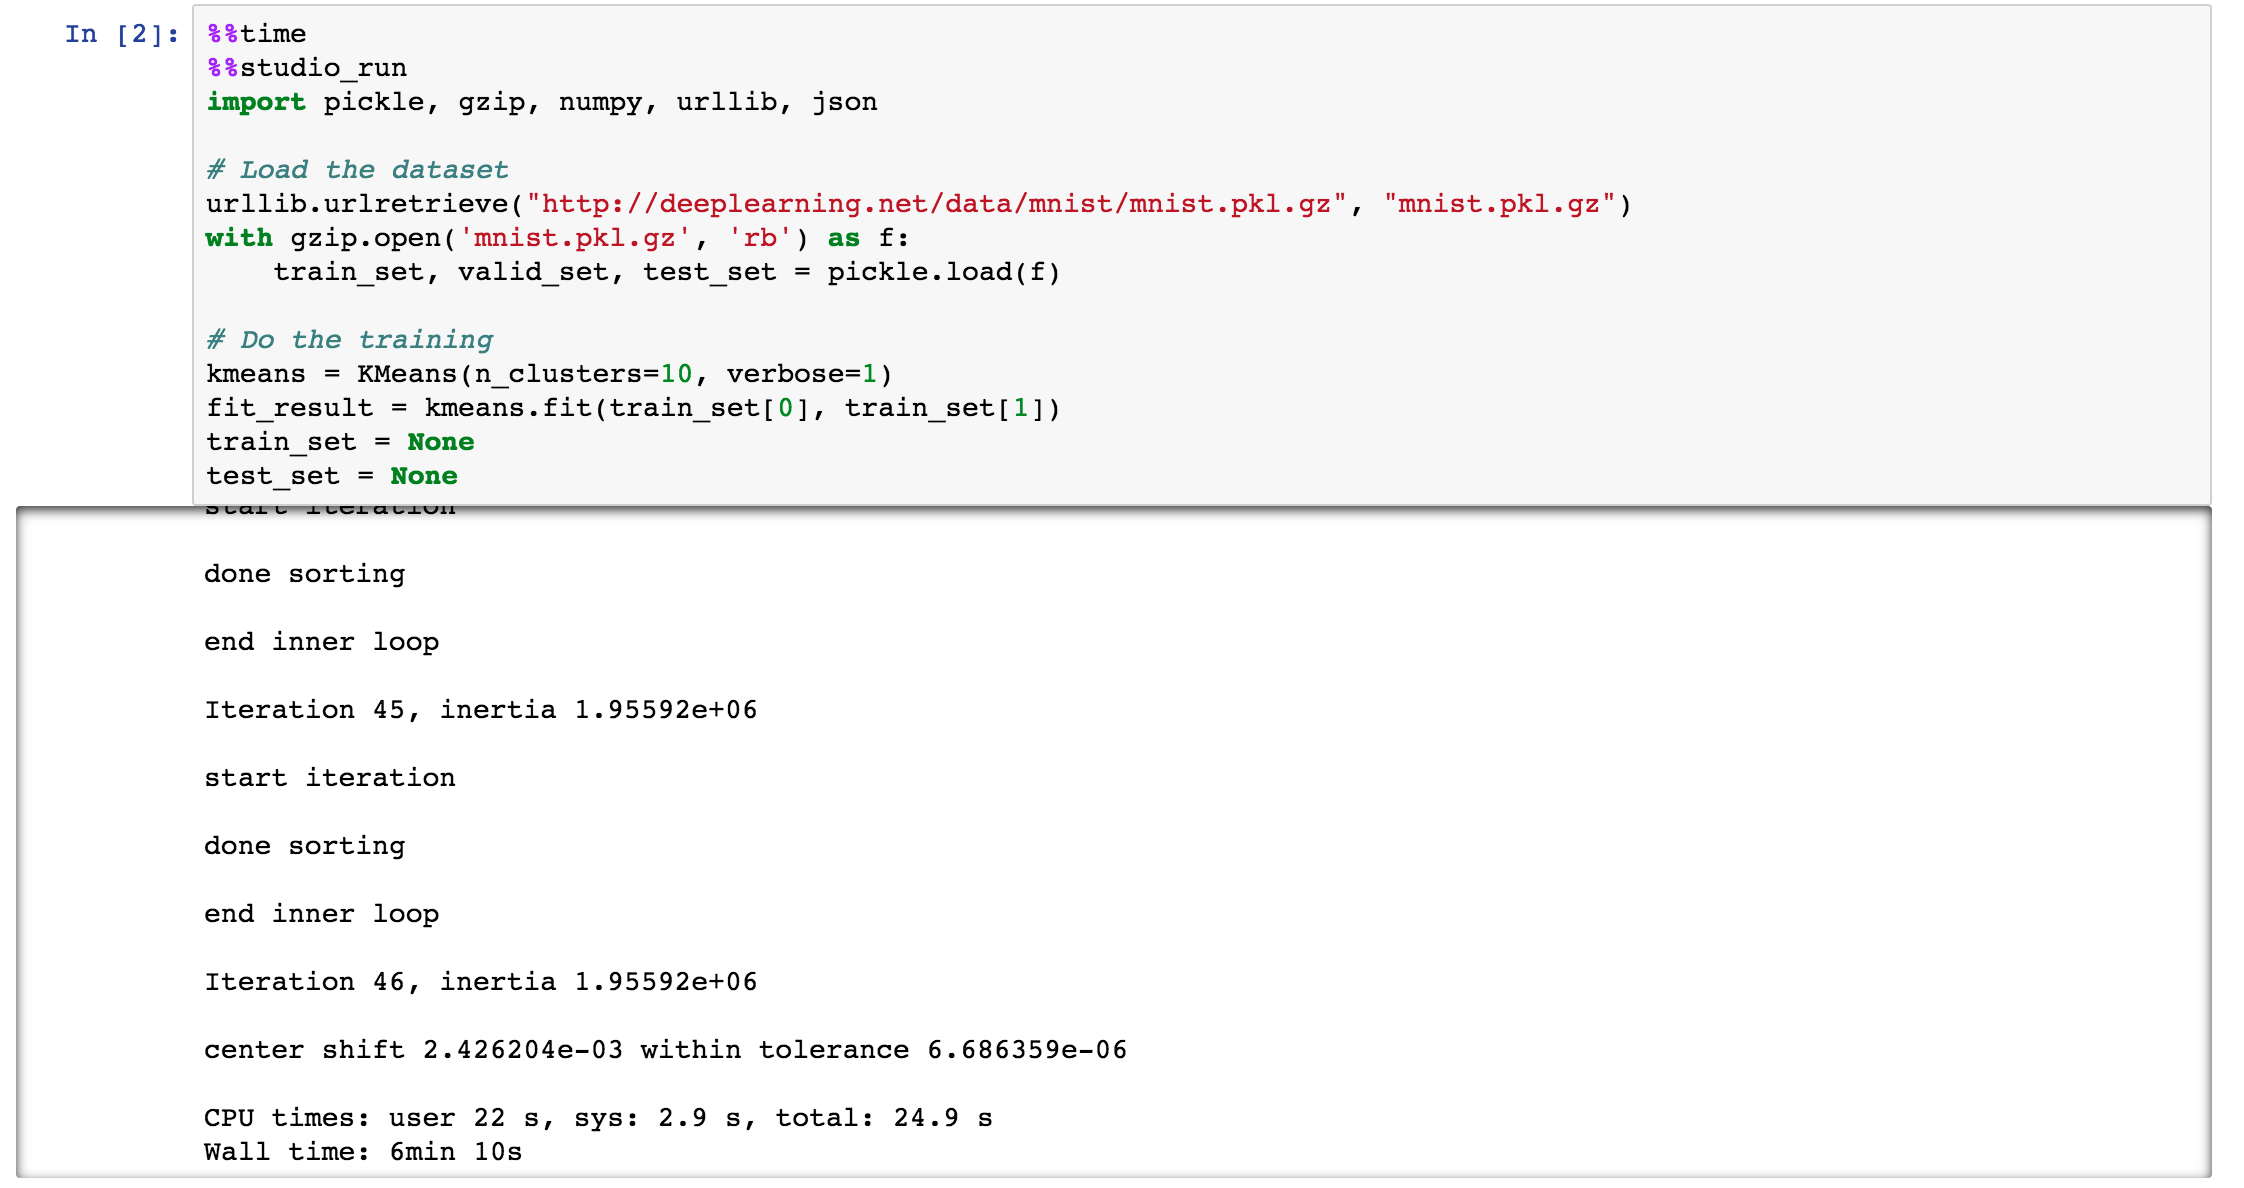 In [2]:
%%time
%%studio_run
import pickle, gzip, numpy, urllib, json
# Load the dataset
urllib.urlretrieve("http://deeplearning.net/data/mnist/mnist.pkl.gz", "mnist.pkl.gz")
with gzip.open('mnist.pkl.gz', 'rb') as f:
    train_set, valid_set, test_set = pickle.load(f)
# Do the training
kmeans = KMeans(n_clusters=10, verbose=1)
fit_result = kmeans.fit(train_set[0], train_set[1])
train_set = None
test_set = None
start iteration
done sorting
end inner loop
Iteration 45, inertia 1.95592e+06
start iteration
done sorting
end inner loop
Iteration 46, inertia 1.95592e+06
center shift 2.426204e-03 within tolerance 6.686359e-06
CPU times: user 22 s, sys: 2.9 s, total: 24.9 s
Wall time: 6min 10s